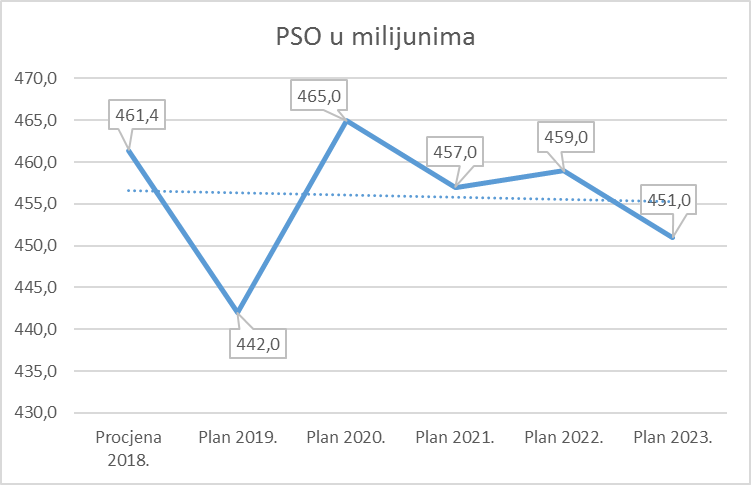 PSO u milijunima
470,0
465,0
460,0
455,0
450,0
445,0
440,0
435,0
430,0
461,4
442,0
465,0
457,0
459,0
451,0
Procjena
2018.
Plan 2019.
Plan 2020.
Plan 2021.
Plan 2022.
Plan 2023.